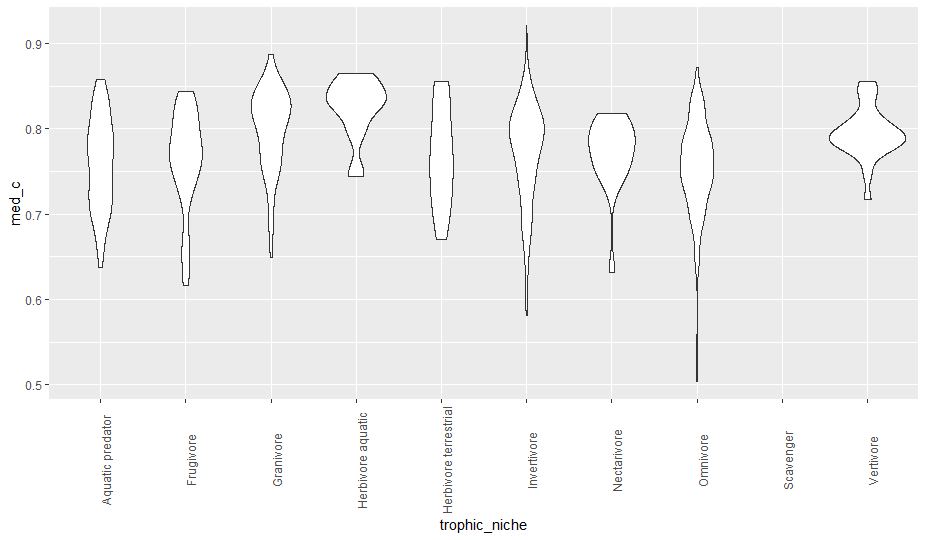 med_c
0.9
0.8
0.7
0.6
0.5
Aquatic predator
Frugivore
Granivore
Herbivore aquatic
Herbivore terrestrial
Invertivore
Nectarivore
Omnivore
Scavenger
Vertivore
trophic_niche